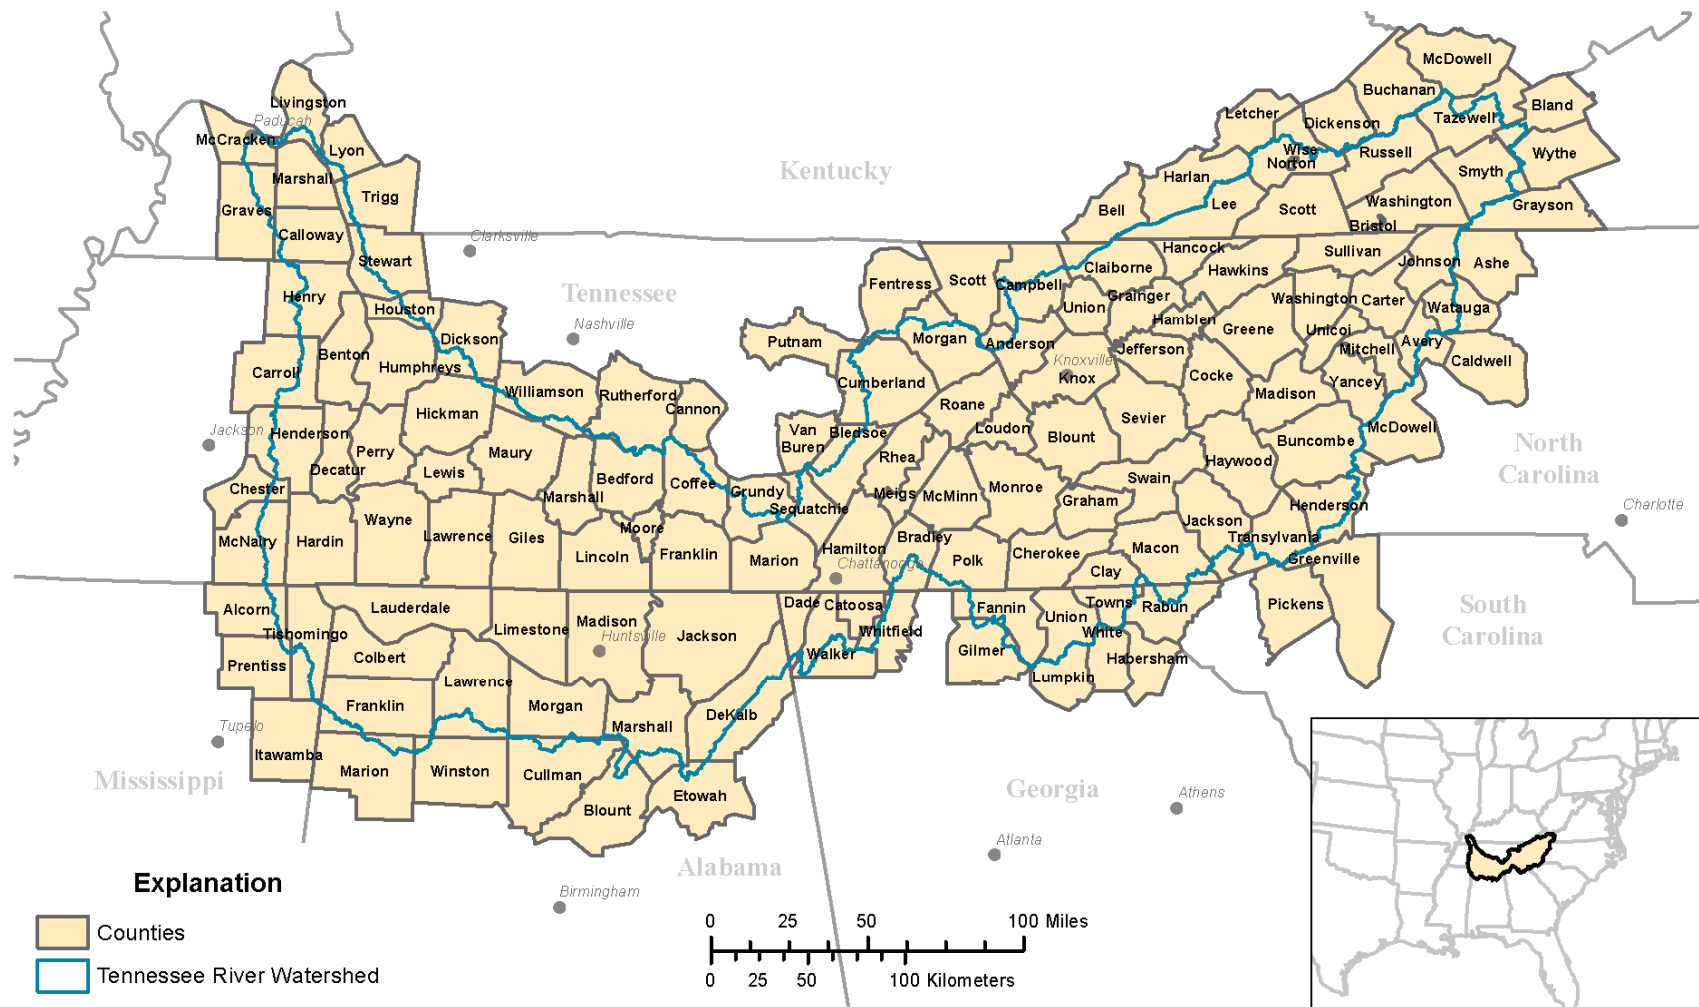 McDowell
Buchanan
Bland
Livingston
Letcher
Paducah
Dickenson
Tazewell
McCracken
Lyon
Wise
Norton
Russell
Wythe
Kentucky
Marshall
Harlan
Smyth
Trigg
Lee
Scott
Washington
Grayson
Graves
Bell
Bristol
Calloway
Clarksville
Stewart
Hancock
Sullivan
Johnson
Ashe
Claiborne
Hawkins
Fentress
Scott
Campbell
Henry
Tennessee
Union
Grainger
Washington
Carter
Watauga
Houston
Hamblen
Greene
Unicoi
Nashville
Dickson
Putnam
Morgan
Anderson
Jefferson
Mitchell
Avery
Benton
Knoxville
Caldwell
Carroll
Humphreys
Cumberland
Knox
Cocke
Yancey
Williamson
Rutherford
Madison
Cannon
Roane
Hickman
Sevier
Jackson
Henderson
Van
Buren
Bledsoe
Loudon
Blount
Buncombe
McDowell
North
Carolina
Perry
Maury
Rhea
Haywood
Decatur
Lewis
Bedford
Coffee
Swain
Chester
Marshall
Grundy
Meigs
McMinn
Monroe
Graham
Henderson
Charlotte
Sequatchie
Wayne
Jackson
Moore
McNairy
Hardin
Lawrence
Giles
Transylvania
Lincoln
Franklin
Marion
Hamilton
Bradley
Polk
Cherokee
Macon
Greenville
Chattanooga
Clay
Alcorn
Lauderdale
Dade
Catoosa
Fannin
Towns
Rabun
Pickens
South
Carolina
Tishomingo
Limestone
Madison
Huntsville
Jackson
Whitfield
Union
White
Prentiss
Colbert
Walker
Gilmer
Habersham
Lawrence
Lumpkin
Franklin
Morgan
Marshall
DeKalb
Tupelo
Itawamba
Mississippi
Marion
Winston
Cullman
Etowah
Georgia
Athens
Blount
Atlanta
Alabama
Birmingham
Explanation
Counties
Tennessee River Watershed
0 25 50 100 Miles
0 25 50 100 Kilometers